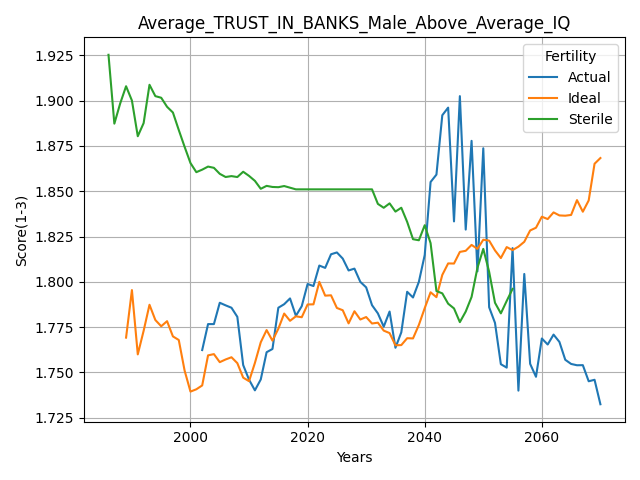 Average_TRUST_IN_BANKS_Male_Above_Average_IQ
Fertility
Actual
Ideal
Sterile
Score(1-3)
1.925
1.900
1.875
1.850
1.825
1.800
1.775
1.750
1.725
2000
2020
2040
2060
Years